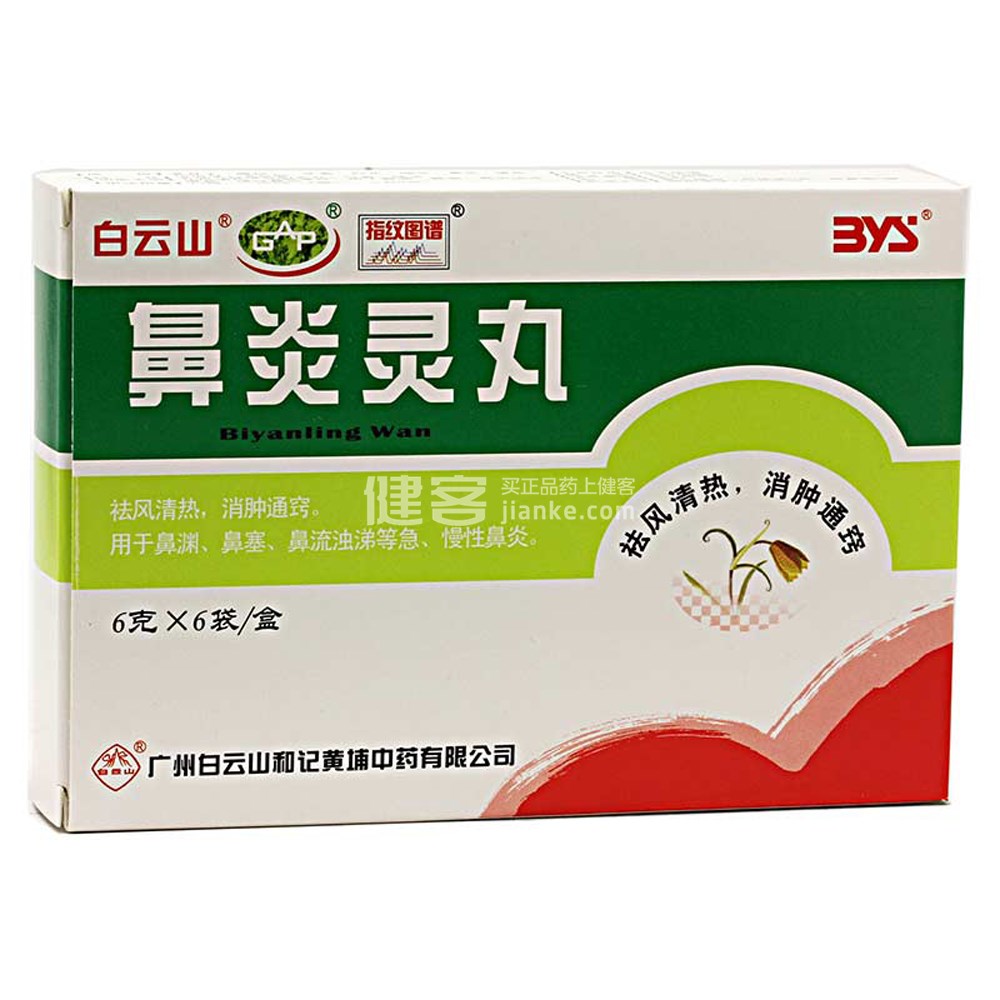 白云山® GAP® 指纹图谱® BYS®
鼻炎灵丸
Biyanling Wan
祛风清热，消肿通窍。
用于鼻渊、鼻塞、鼻流浊涕等急、慢性鼻炎。
健客 买正品药上健客
jianke.com
祛风清热，消肿通窍
6克×6袋/盒
白云山® 广州白云山和记黄埔中药有限公司